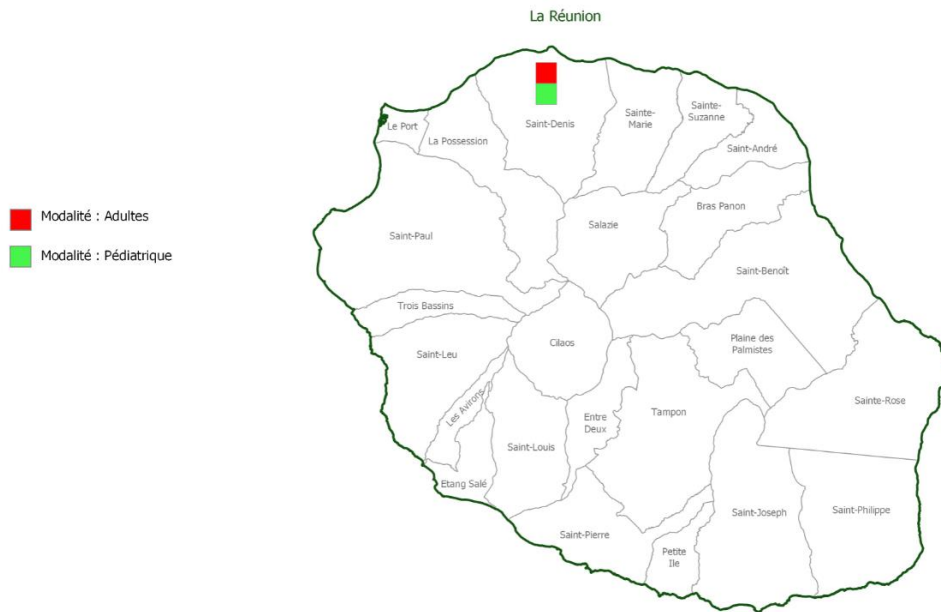 La Réunion
Saint-Denis
Sainte-
Marie
Sainte-
Suzanne
Le Port
La Possession
Saint-André
Modalité : Adultes
Modalité : Pédiatrique
Bras Panon
Salazie
Saint-Paul
Saint-Benoît
Trois Bassins
Cilaos
Plaine des
Palmistes
Saint-Leu
Les Avirons
Sainte-Rose
Entre
Deux
Tampon
Saint-Louis
Etang Salé
Saint-Joseph
Saint-Philippe
Saint-Pierre
Petite
Ile